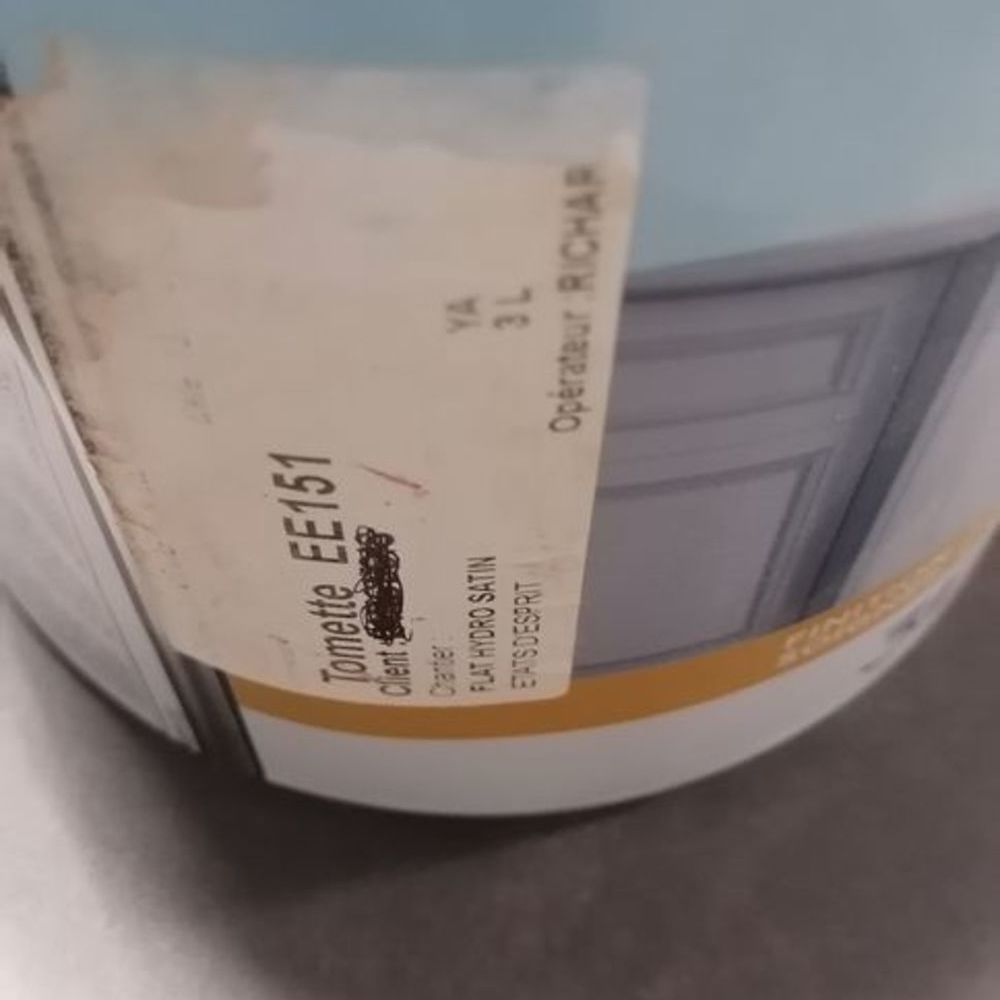 Tomette EE151
Client
Chantier :
FLAT HYDRO SATIN YA
ETATS D'ESPRIT 3 L
Opérateur :RICHAR